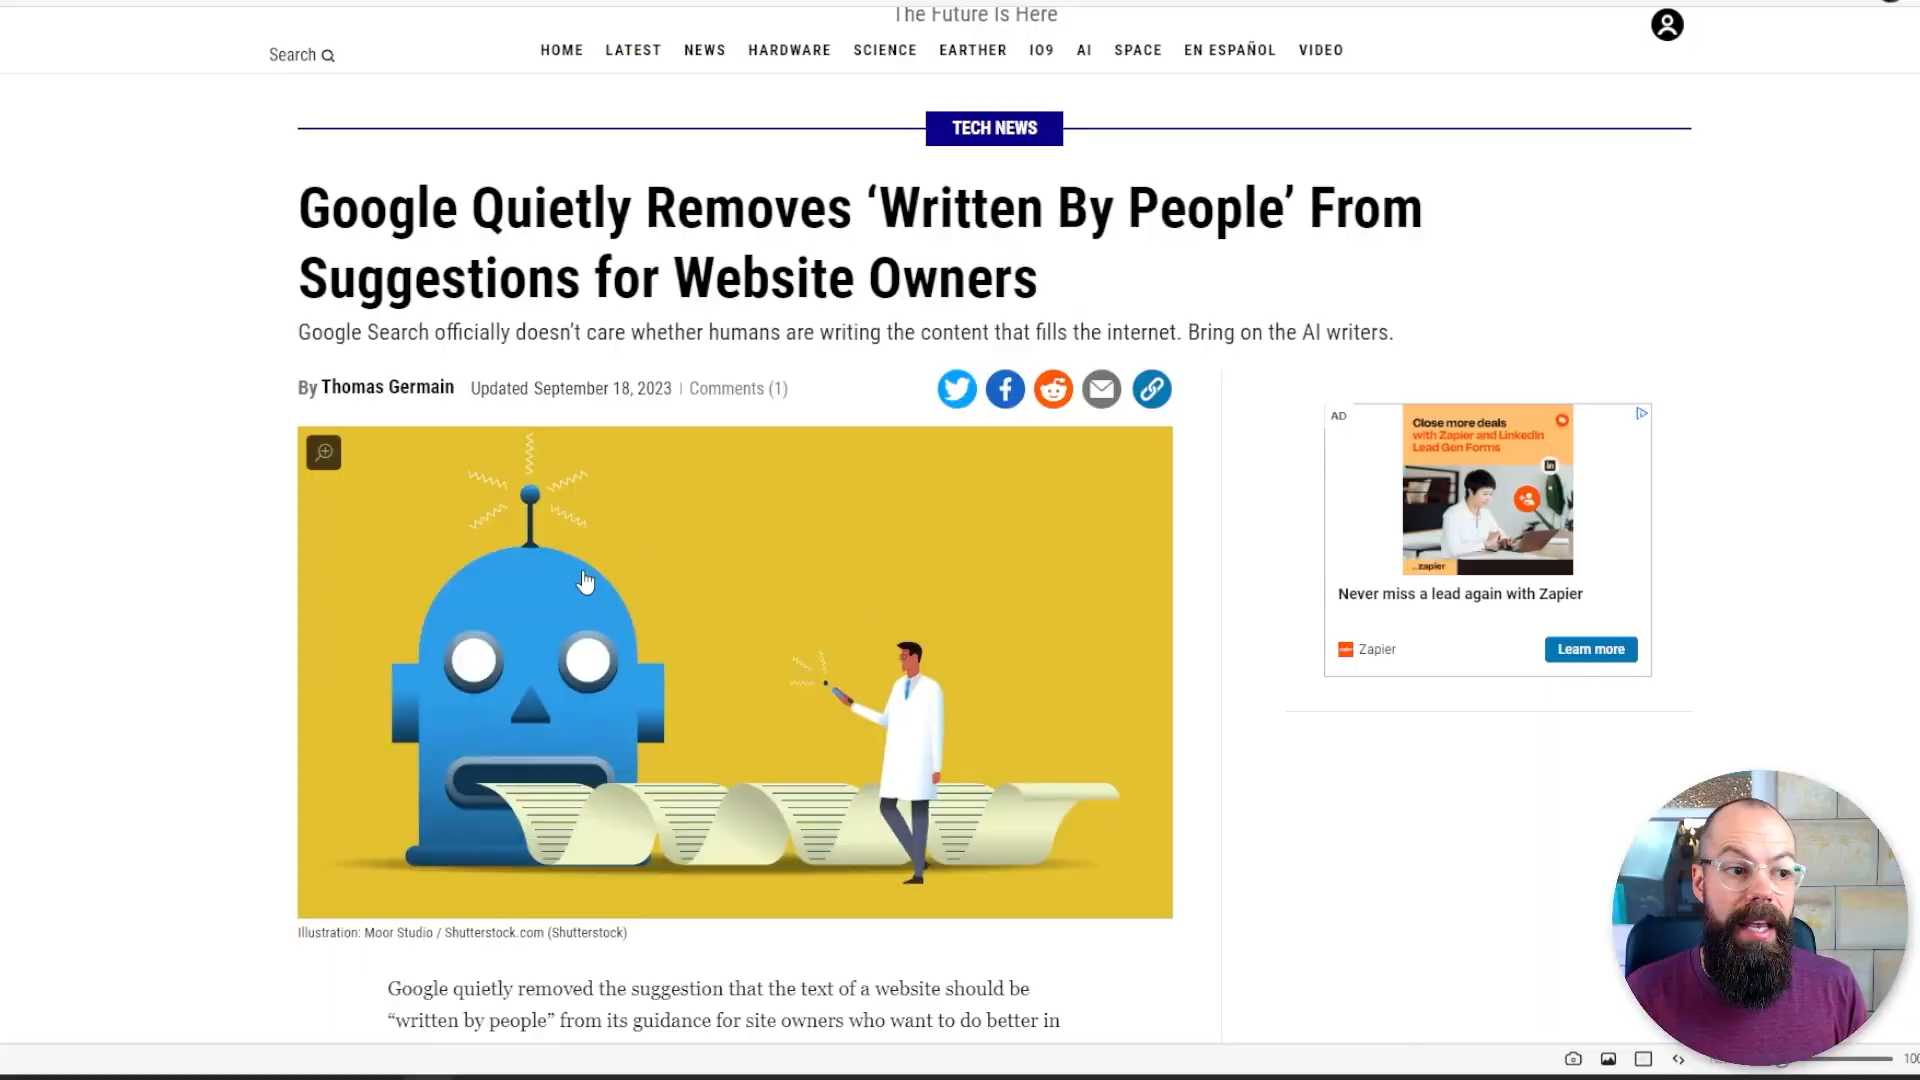 The Future Is Here
Search
HOME LATEST NEWS HARDWARE SCIENCE EARTHER IO9 AI SPACE EN ESPAÑOL VIDEO
TECH NEWS
Google Quietly Removes ‘Written By People’ From
Suggestions for Website Owners
Google Search officially doesn’t care whether humans are writing the content that fills the internet. Bring on the AI writers.
By Thomas Germain Updated September 18, 2023 | Comments (1)
AD
Close more deals
with Zapier and LinkedIn
Lead Gen Forms
in
zapier
Never miss a lead again with Zapier
Zapier
Learn more
Illustration: Moor Studio / Shutterstock.com (Shutterstock)
Google quietly removed the suggestion that the text of a website should be
“written by people” from its guidance for site owners who want to do better in
100